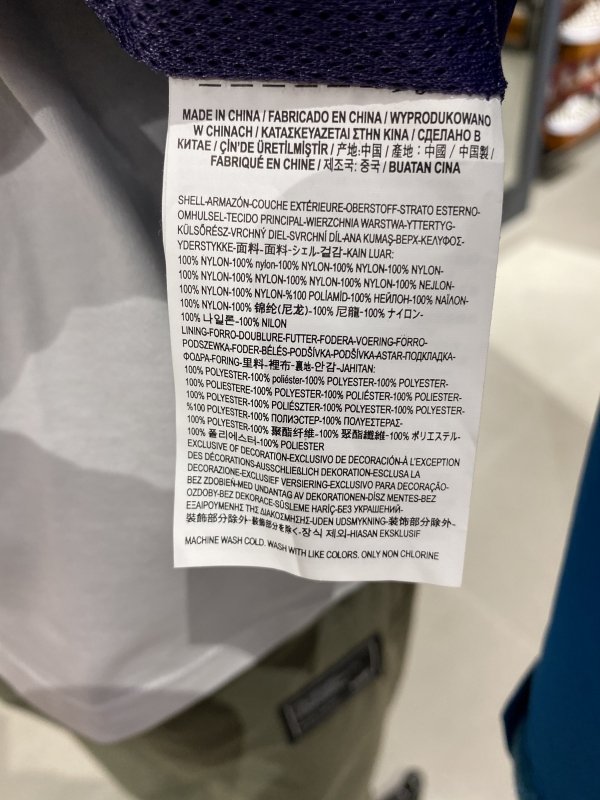 MADE IN CHINA / FABRICADO EN CHINA / WYPRODUKOWANO
W CHINACH / ΚΑΤΑΣΚΕΥΑΖΕΤΑΙ ΣΤΗΝ ΚΙΝΑ / СДЕЛАНО В
КИТАЕ / ÇİN'DE ÜRETİLMİŞTİR / 产地:中国 / 產地：中國 / 中国製 /
FABRIQUÉ EN CHINE / 제조국: 중국 / BUATAN CINA
SHELL-ARMAZÓN-COUCHE EXTÉRIEURE-OBERSTOFF-STRATO ESTERNO-
OMHULSEL-TECIDO PRINCIPAL-WIERZCHNIA WARSTWA-YTTERTYG-
KÜLSŐRÉSZ-VRCHNÝ DIEL-SVRCHNÍ DÍL-ANA KUMAŞ-ВЕРХ-ΚΕΛΥΦΟΣ-
YDERSTYKKE-面料-面料-シェル-겉감-KAIN LUAR:
100% NYLON-100% nylon-100% NYLON-100% NYLON-100% NYLON-
100% NYLON-100% NYLON-100% NYLON-100% NYLON-100% NEJLON-
100% NYLON-100% NYLON-%100 POLİAMİD-100% НЕЙЛОН-100% ΝΑΪΛΟΝ-
100% NYLON-100% 锦纶(尼龙)-100% 尼龍-100% ナイロン-
100% 나일론-100% NILON
LINING-FORRO-DOUBLURE-FUTTER-FODERA-VOERING-FORRO-
PODSZEWKA-FODER-BÉLÉS-PODŠÍVKA-PODŠÍVKA-ASTAR-ПОДКЛАДКА-
ΦΟΔΡΑ-FORING-里料-裡布-裏地-안감-JAHITAN:
100% POLYESTER-100% poliéster-100% POLYESTER-100% POLYESTER-
100% POLIESTERE-100% POLYESTER-100% POLIÉSTER-100% POLIESTER-
100% POLYESTER-100% POLIÉSZTER-100% POLYESTER-100% POLYESTER-
%100 POLYESTER-100% ПОЛИЭСТЕР-100% ΠΟΛΥΕΣΤΕΡΑΣ-
100% POLYESTER-100% 聚酯纤维-100% 聚酯纖維-100% ポリエステル-
100% 폴리에스터-100% POLIESTER
EXCLUSIVE OF DECORATION-EXCLUSIVO DE DECORACIÓN-À L'EXCEPTION
DES DÉCORATIONS-AUSSCHLIEßLICH DEKORATION-ESCLUSA LA
DECORAZIONE-EXCLUSIEF VERSIERING-EXCLUSIVO PARA DECORAÇÃO-
BEZ ZDOBIEŃ-MED UNDANTAG AV DEKORATIONEN-DÍSZ MENTES-BEZ
OZDOBY-BEZ DEKORACE-SÜSLEME HARİÇ-БЕЗ УКРАШЕНИЙ-
ΕΞΑΙΡΟΥΜΕΝΗΣ ΤΗΣ ΔΙΑΚΟΣΜΗΣΗΣ-UDEN UDSMYKNING-装饰部分除外-
裝飾部分除外-装飾部分を除く-장식 제외-HIASAN EKSKLUSIF
MACHINE WASH COLD. WASH WITH LIKE COLORS. ONLY NON CHLORINE